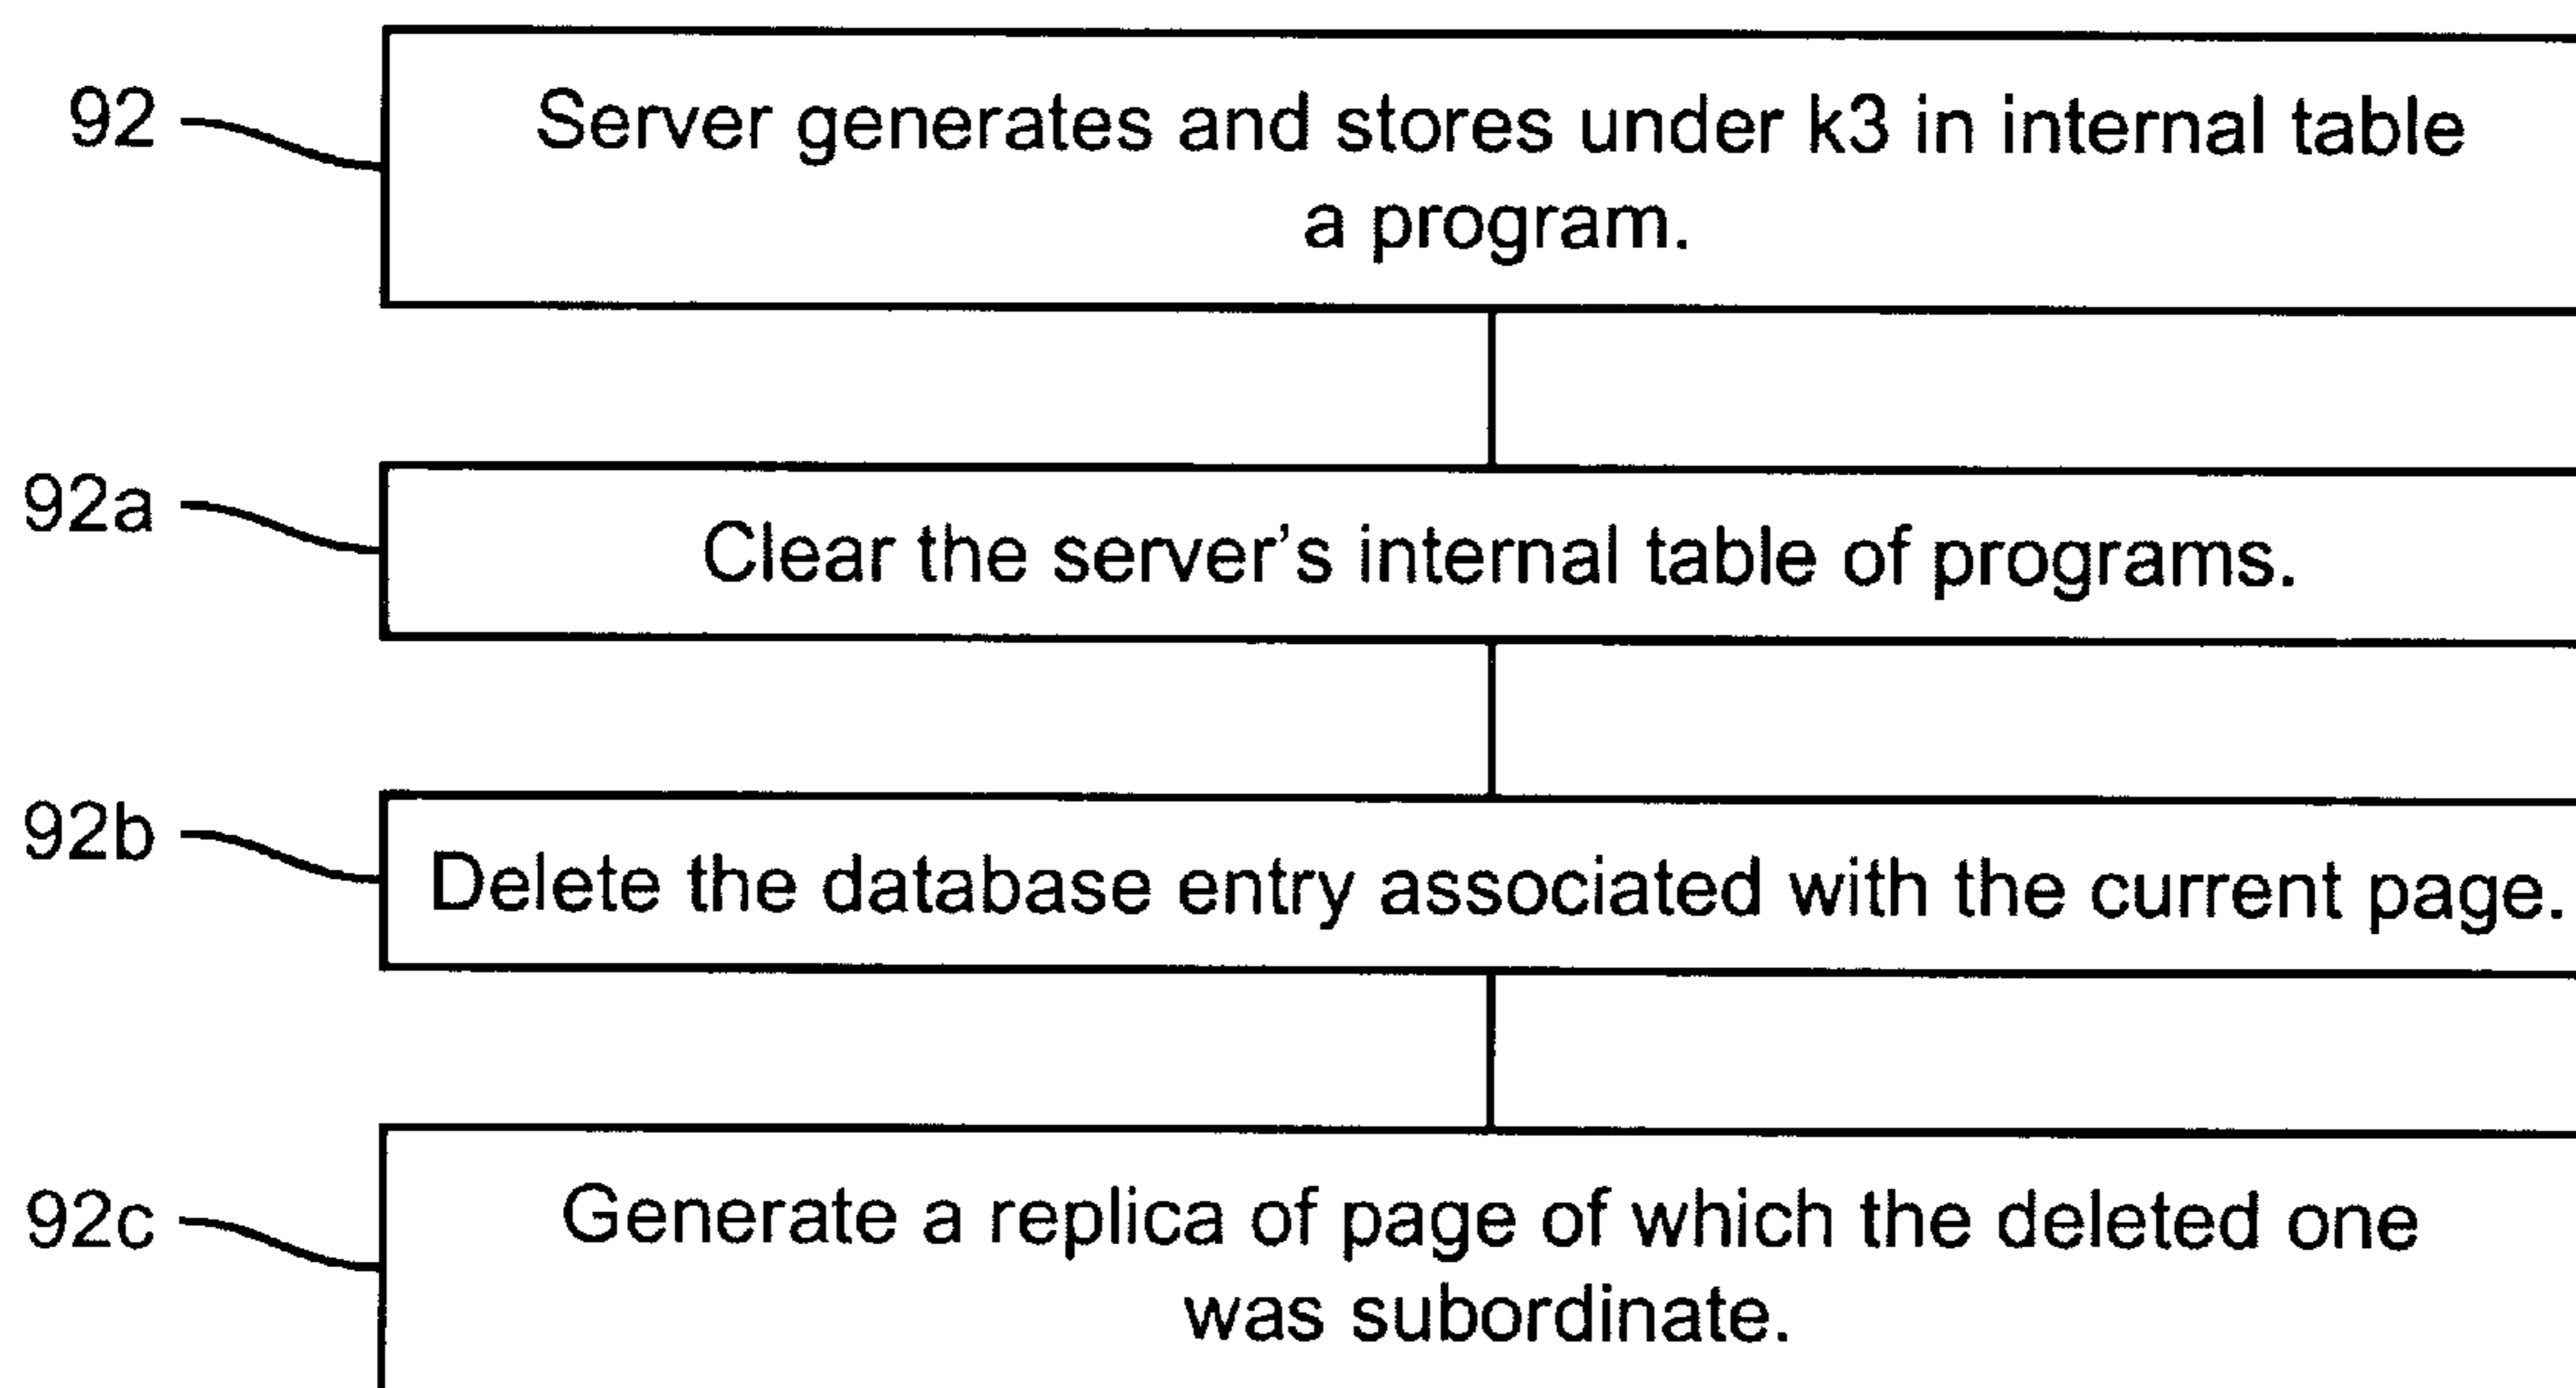 92
Server generates and stores under k3 in internal table
a program.
92a
Clear the server's internal table of programs.
92b
Delete the database entry associated with the current page.
92c
Generate a replica of page of which the deleted one
was subordinate.